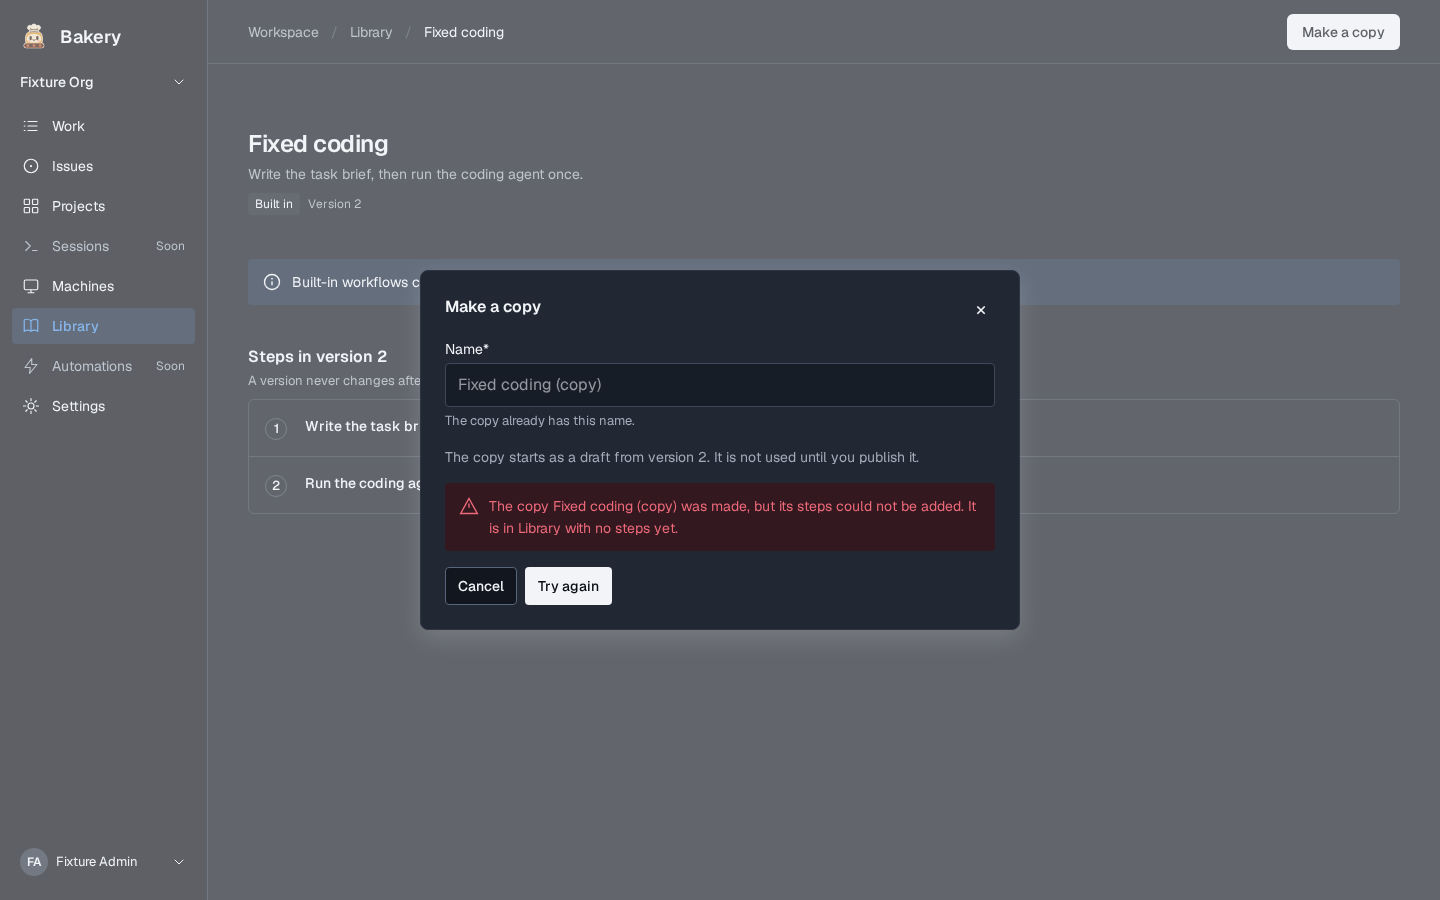 Bakery
Fixture Org
Work
Issues
Projects
Sessions Soon
Machines
Library
Automations Soon
Settings
FA Fixture Admin
Workspace / Library / Fixed coding
Make a copy
Fixed coding
Write the task brief, then run the coding agent once.
Built in Version 2
Built-in workflows c
Steps in version 2
A version never changes afte
1 Write the task br
2 Run the coding ag
Make a copy
Name*
Fixed coding (copy)
The copy already has this name.
The copy starts as a draft from version 2. It is not used until you publish it.
The copy Fixed coding (copy) was made, but its steps could not be added. It
is in Library with no steps yet.
Cancel Try again